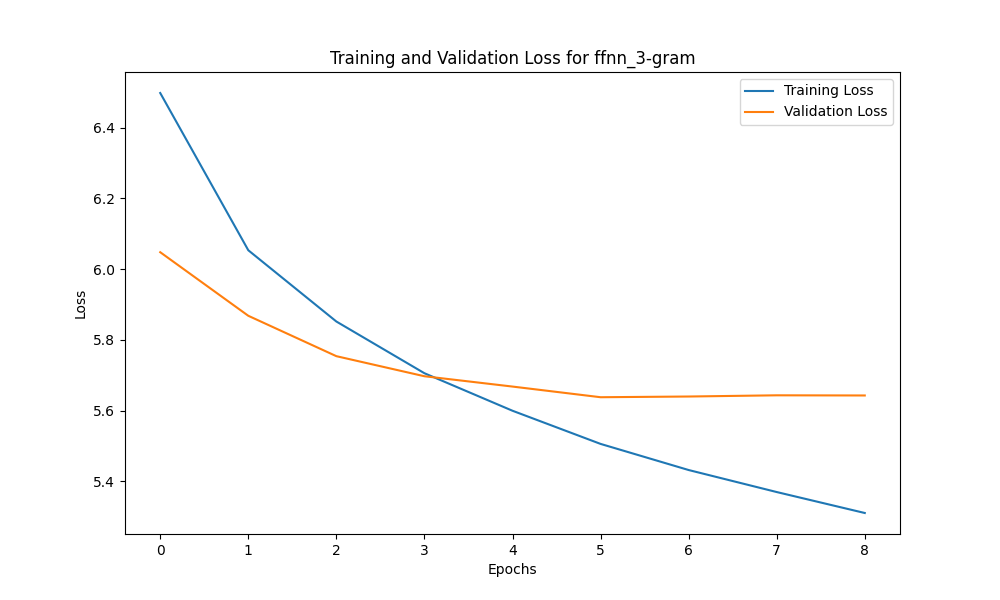 Training and Validation Loss for ffnn_3-gram
Training Loss
Validation Loss
Loss
6.4
6.2
6.0
5.8
5.6
5.4
0 1 2 3 4 5 6 7 8
Epochs